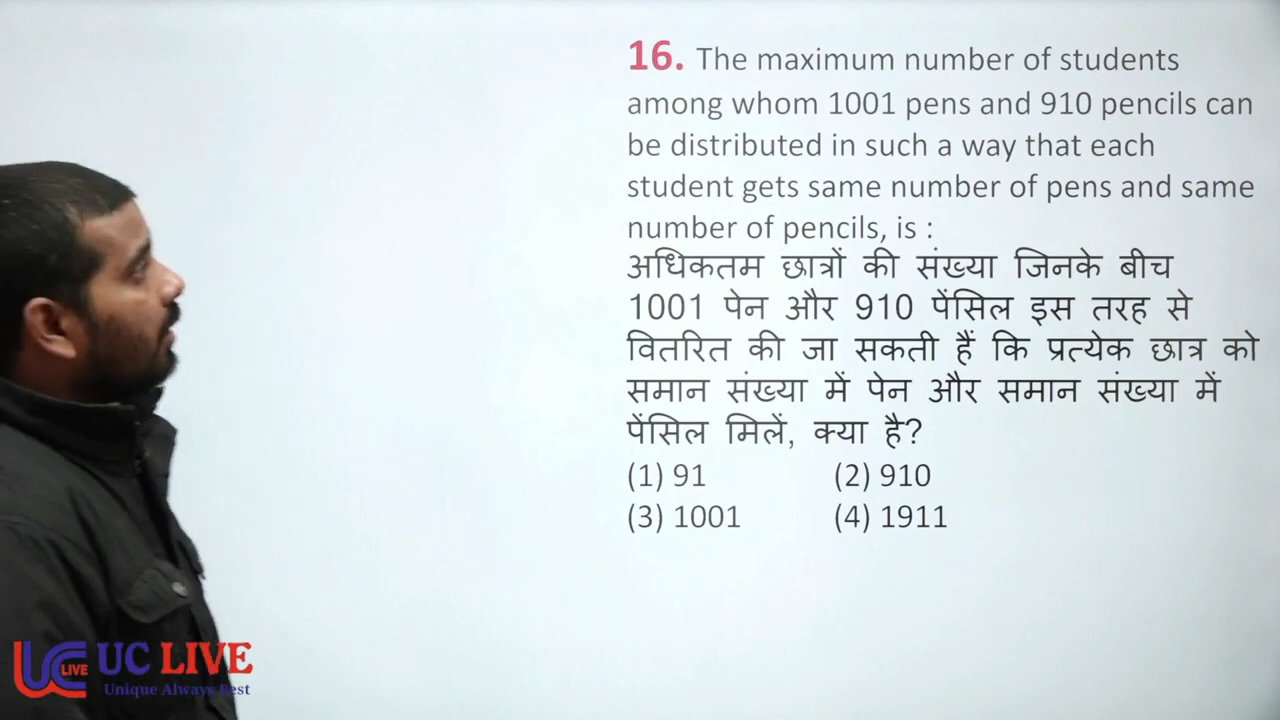 16. The maximum number of students
among whom 1001 pens and 910 pencils can
be distributed in such a way that each
student gets same number of pens and same
number of pencils, is :
अधिकतम छात्रों की संख्या जिनके बीच
1001 पेन और 910 पेंसिल इस तरह से
वितरित की जा सकती हैं कि प्रत्येक छात्र को
समान संख्या में पेन और समान संख्या में
पेंसिल मिलें, क्या है?
(1) 91 (2) 910
(3) 1001 (4) 1911
UC LIVE UC LIVE
Unique Always Best